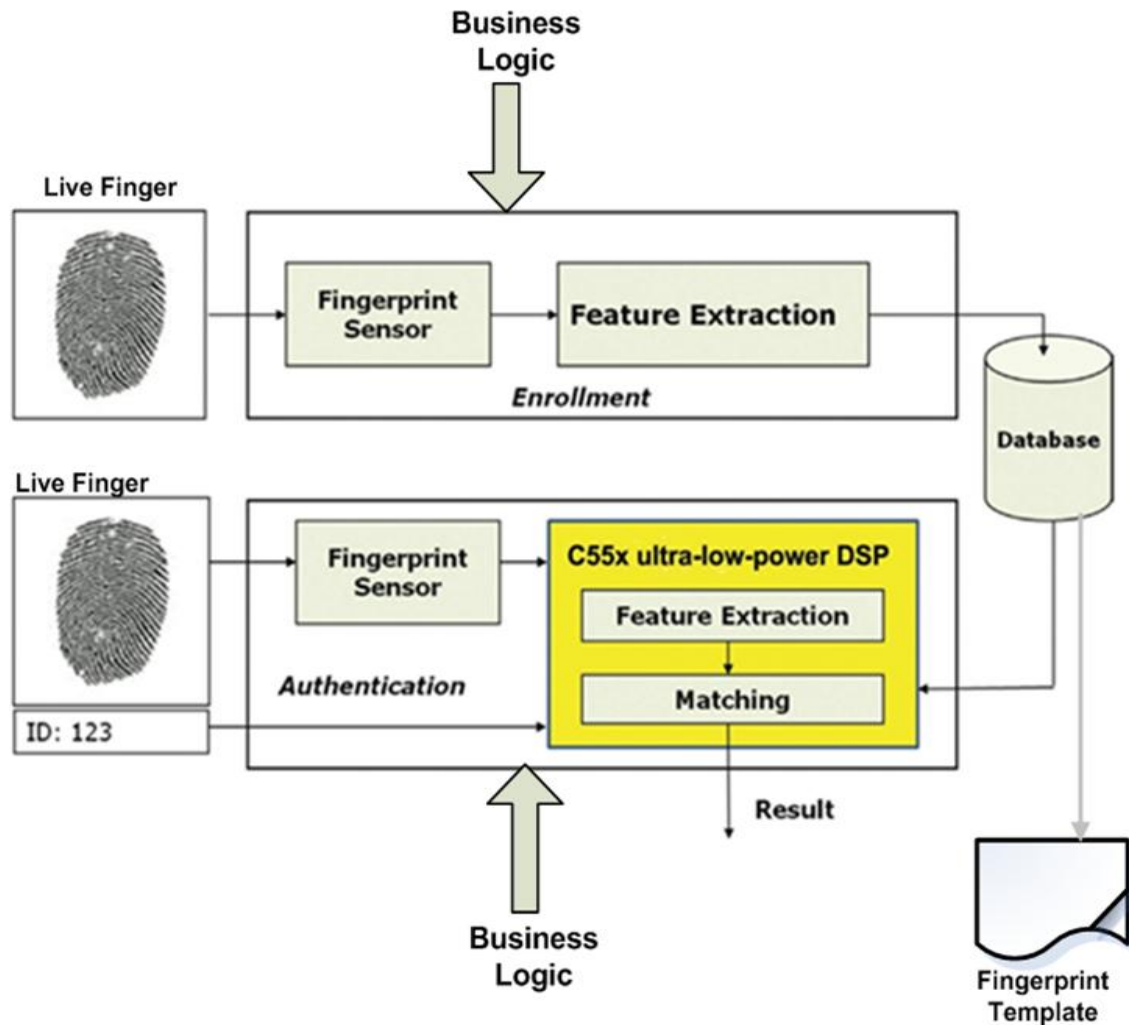 Business
Logic
Live Finger
Fingerprint
Sensor
Feature Extraction
Enrollment
Database
Live Finger
Fingerprint
Sensor
C55x ultra-low-power DSP
Feature Extraction
Matching
Authentication
ID: 123
Result
Business
Logic
Fingerprint
Template